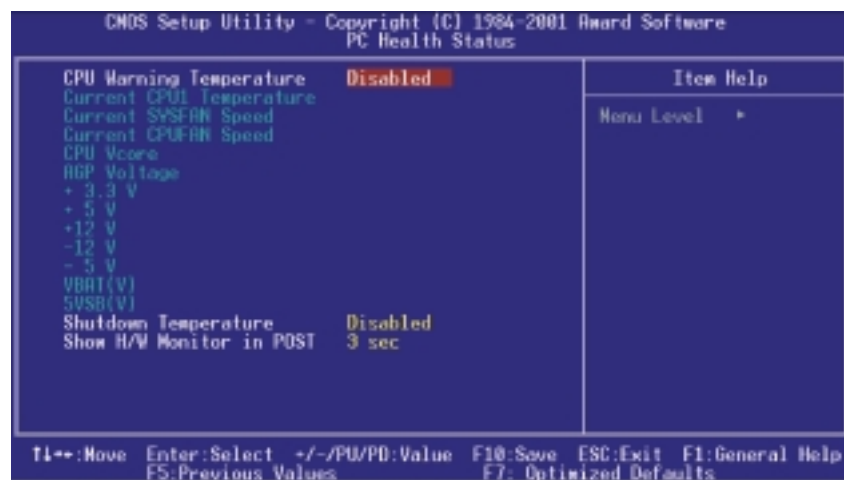 CMOS Setup Utility - Copyright (C) 1984-2001 Award Software
PC Health Status
CPU Warning Temperature Disabled
Current CPU1 Temperature
Current SYSFAN Speed
Current CPUFAN Speed
CPU Vcore
AGP Voltage
+ 3.3 V
+ 5 V
+12 V
-12 V
- 5 V
VBAT(V)
5VSB(V)
Shutdown Temperature Disabled
Show H/W Monitor in POST 3 sec
Item Help
Menu Level ►
↑↓→←:Move Enter:Select +/-/PU/PD:Value F10:Save ESC:Exit F1:General Help
F5:Previous Values F7: Optimized Defaults